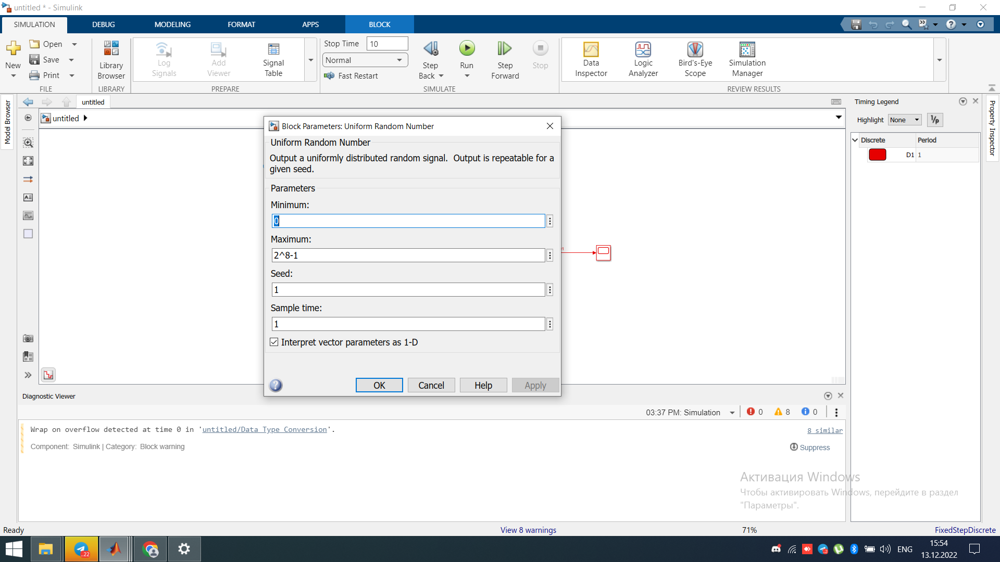 untitled * - Simulink
SIMULATION DEBUG MODELING FORMAT APPS BLOCK
New
Open
Save
Print
FILE
Library Browser
LIBRARY
Log Signals
Add Viewer
Signal Table
PREPARE
Stop Time 10
Normal
Fast Restart
Step Back
Run
Step Forward
Stop
SIMULATE
Data Inspector
Logic Analyzer
Bird's-Eye Scope
Simulation Manager
REVIEW RESULTS
Model Browser
untitled
untitled
Block Parameters: Uniform Random Number
Uniform Random Number
Output a uniformly distributed random signal. Output is repeatable for a
given seed.
Parameters
Minimum:
0
Maximum:
2^8-1
Seed:
1
Sample time:
1
Interpret vector parameters as 1-D
OK Cancel Help Apply
Timing Legend
Highlight None 1/p
Discrete Period
D1 1
Property Inspector
Diagnostic Viewer
03:37 PM: Simulation 0 8 0
Wrap on overflow detected at time 0 in 'untitled/Data Type Conversion'.
8 similar
Component: Simulink | Category: Block warning
Suppress
Активация Windows
Чтобы активировать Windows, перейдите в раздел
"Параметры".
Ready View 8 warnings 71% FixedStepDiscrete
..22
ENG
15:54
13.12.2022